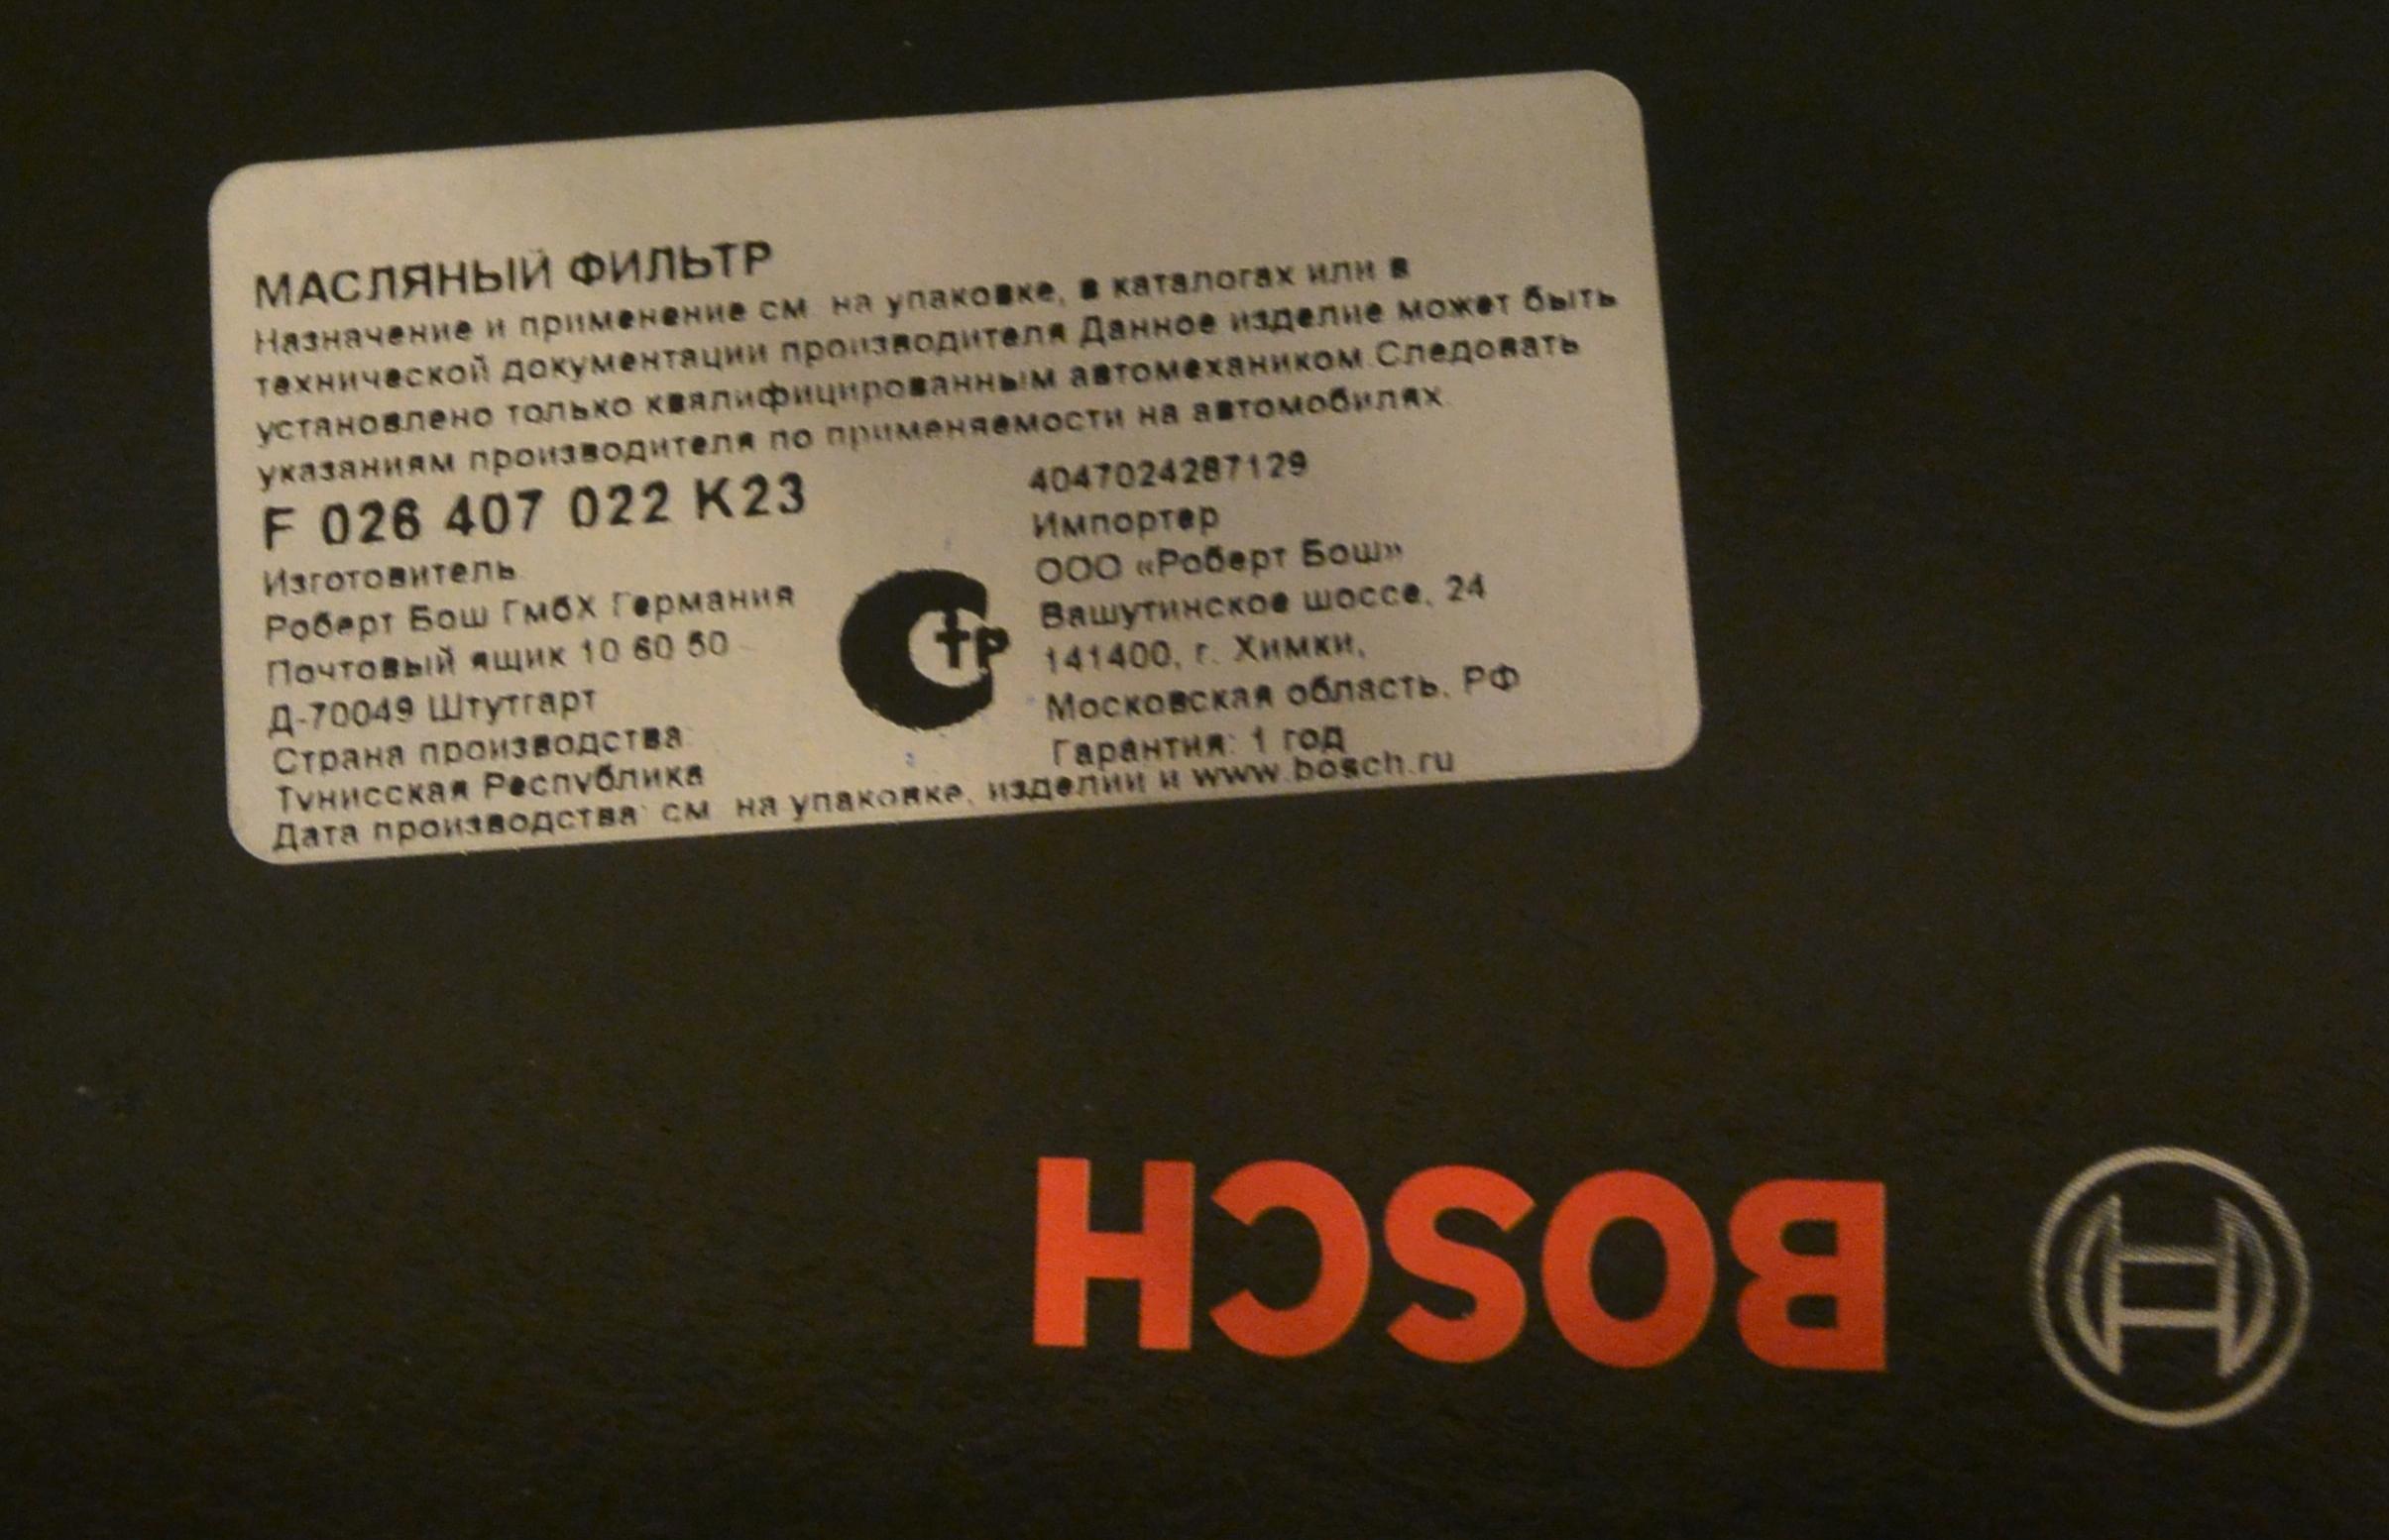 МАСЛЯНЫЙ ФИЛЬТР
Назначение и применение см. на упаковке, в каталогах или в
технической документации производителя Данное изделие может быть
установлено только квалифицированным автомехаником.Следовать
указаниям производителя по применяемости на автомобилях.
F 026 407 022 K23
Изготовитель
Роберт Бош ГмбХ Германия
Почтовый ящик 10 60 50
Д-70049 Штутгарт
Страна производства:
Тунисская Республика
Стр
4047024287129
Импортер
ООО «Роберт Бош»
Вашутинское шоссе, 24
141400, г. Химки,
Московская область, РФ
Гарантия: 1 год
Дата производства: см. на упаковке, изделии и www.bosch.ru
BOSCH